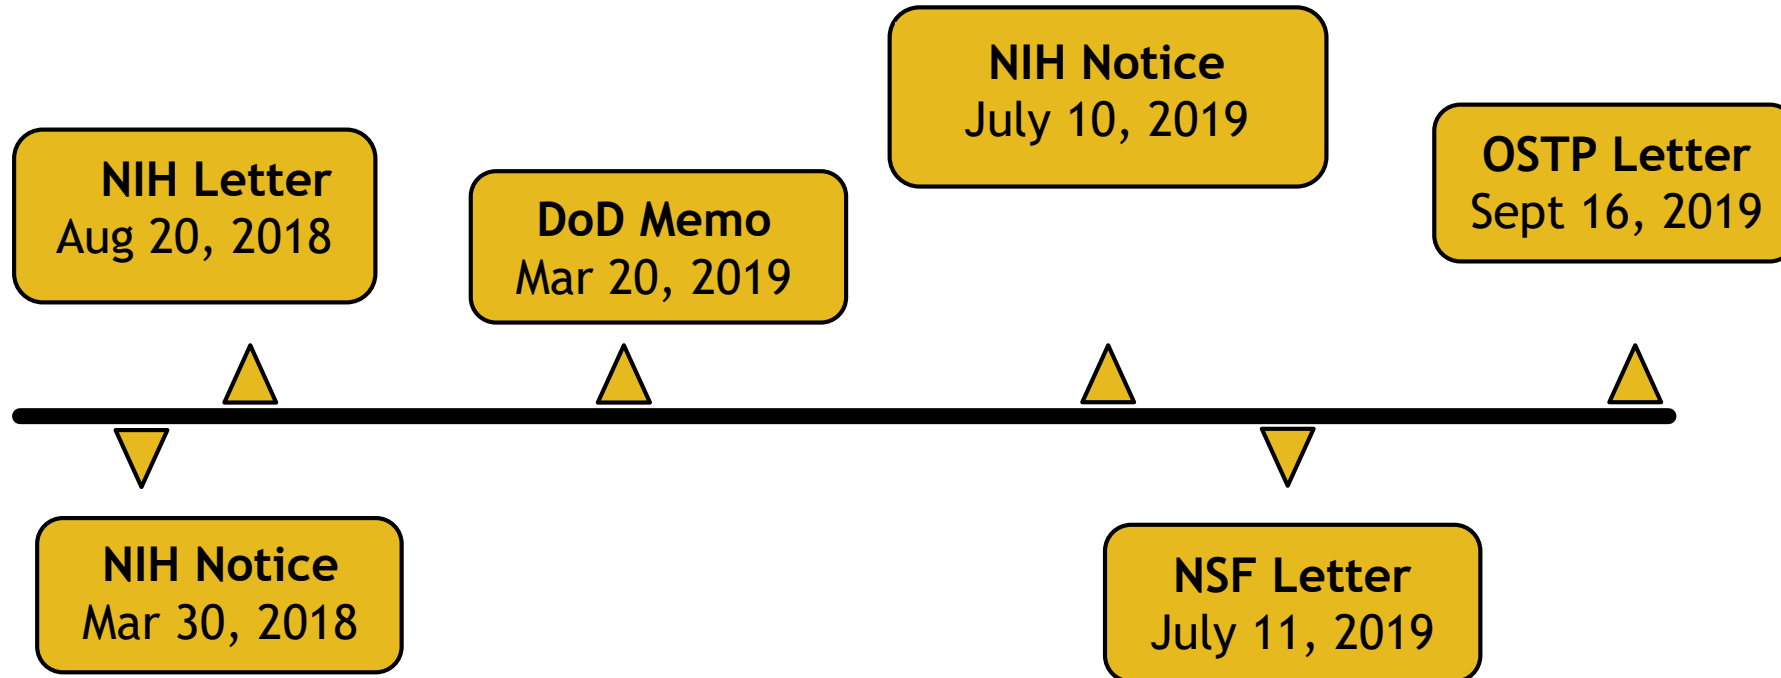 NIH Notice
July 10, 2019
NIH Letter
Aug 20, 2018
DoD Memo
Mar 20, 2019
OSTP Letter
Sept 16, 2019
NIH Notice
Mar 30, 2018
NSF Letter
July 11, 2019